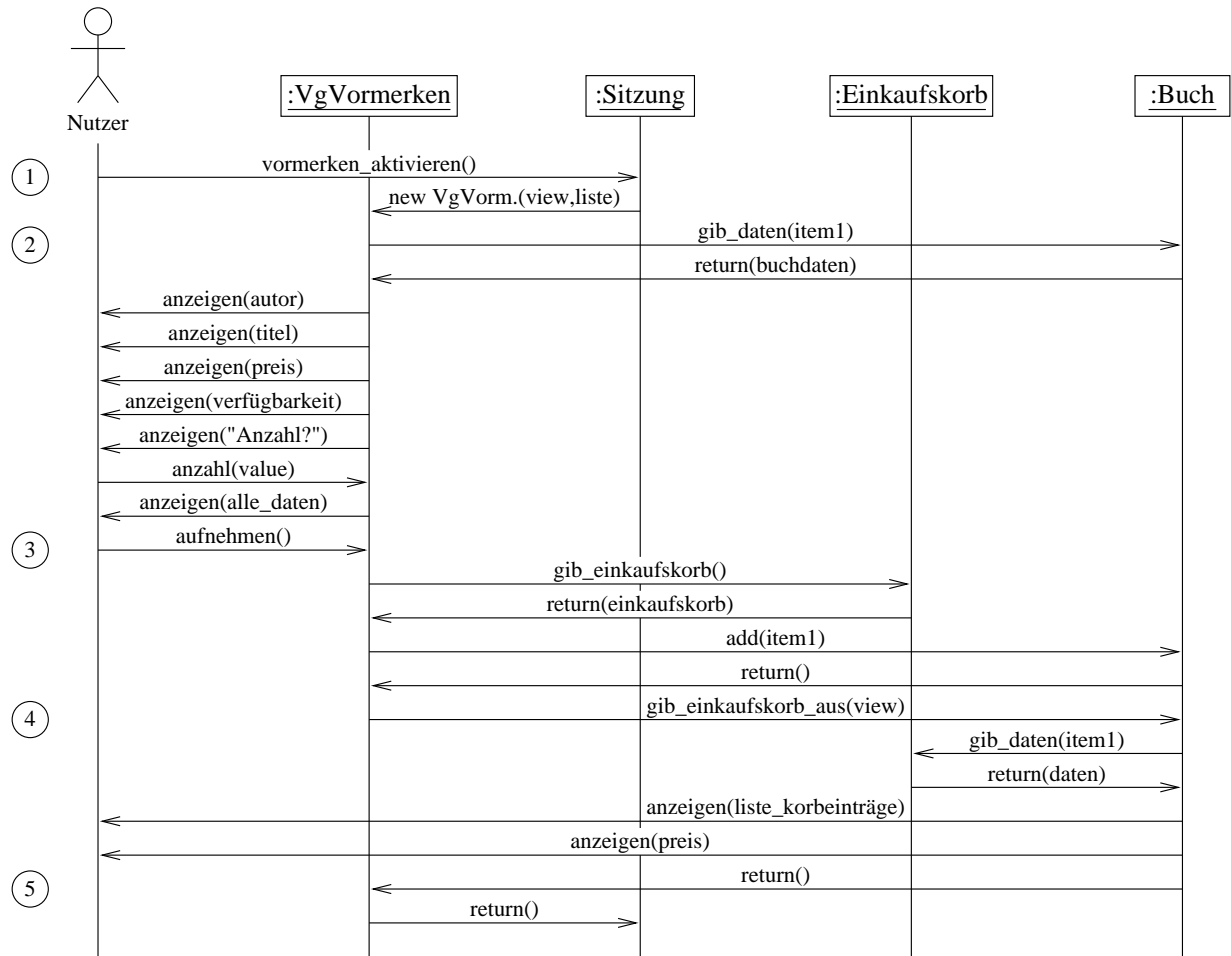 :VgVormerken :Sitzung :Einkaufskorb :Buch
Nutzer
vormerken_aktivieren()
1
new VgVorm.(view,liste)
gib_daten(item1)
2
return(buchdaten)
anzeigen(autor)
anzeigen(titel)
anzeigen(preis)
anzeigen(verfügbarkeit)
anzeigen("Anzahl?")
anzahl(value)
anzeigen(alle_daten)
aufnehmen()
3
gib_einkaufskorb()
return(einkaufskorb)
add(item1)
return()
gib_einkaufskorb_aus(view)
4
gib_daten(item1)
return(daten)
anzeigen(liste_korbeinträge)
anzeigen(preis)
return()
5
return()